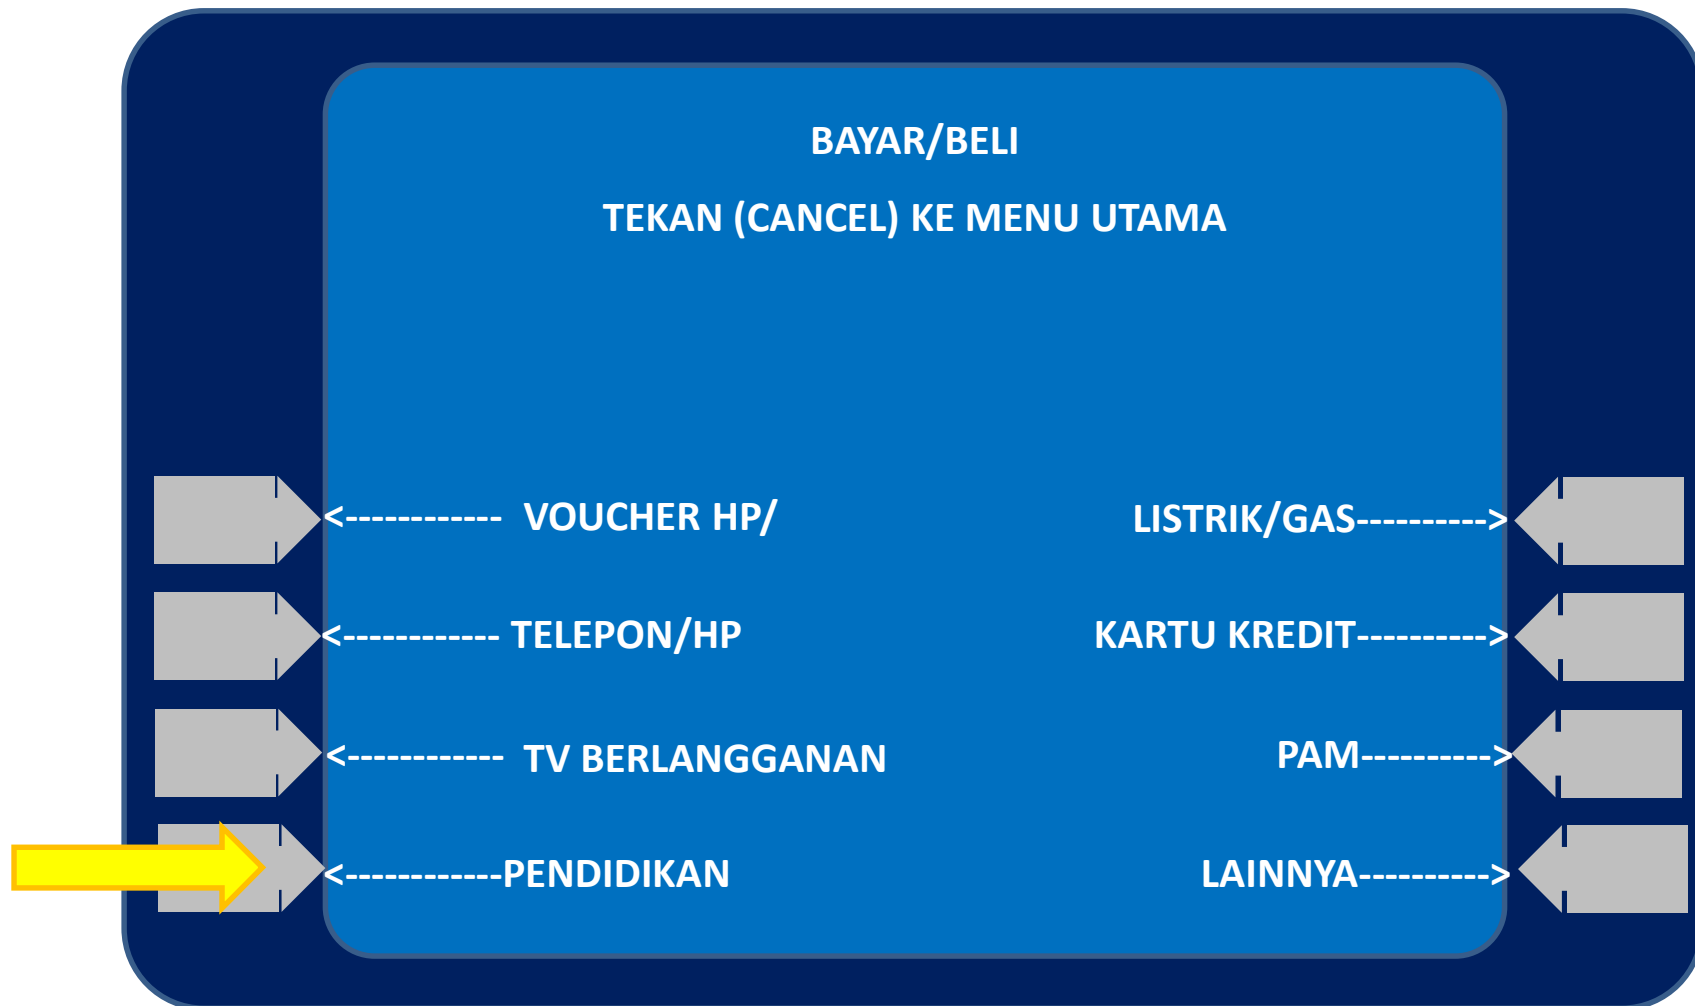 BAYAR/BELI
TEKAN (CANCEL) KE MENU UTAMA
<------------ VOUCHER HP/
LISTRIK/GAS---------->
<------------ TELEPON/HP
KARTU KREDIT---------->
<------------ TV BERLANGGANAN
PAM---------->
<------------PENDIDIKAN
LAINNYA---------->